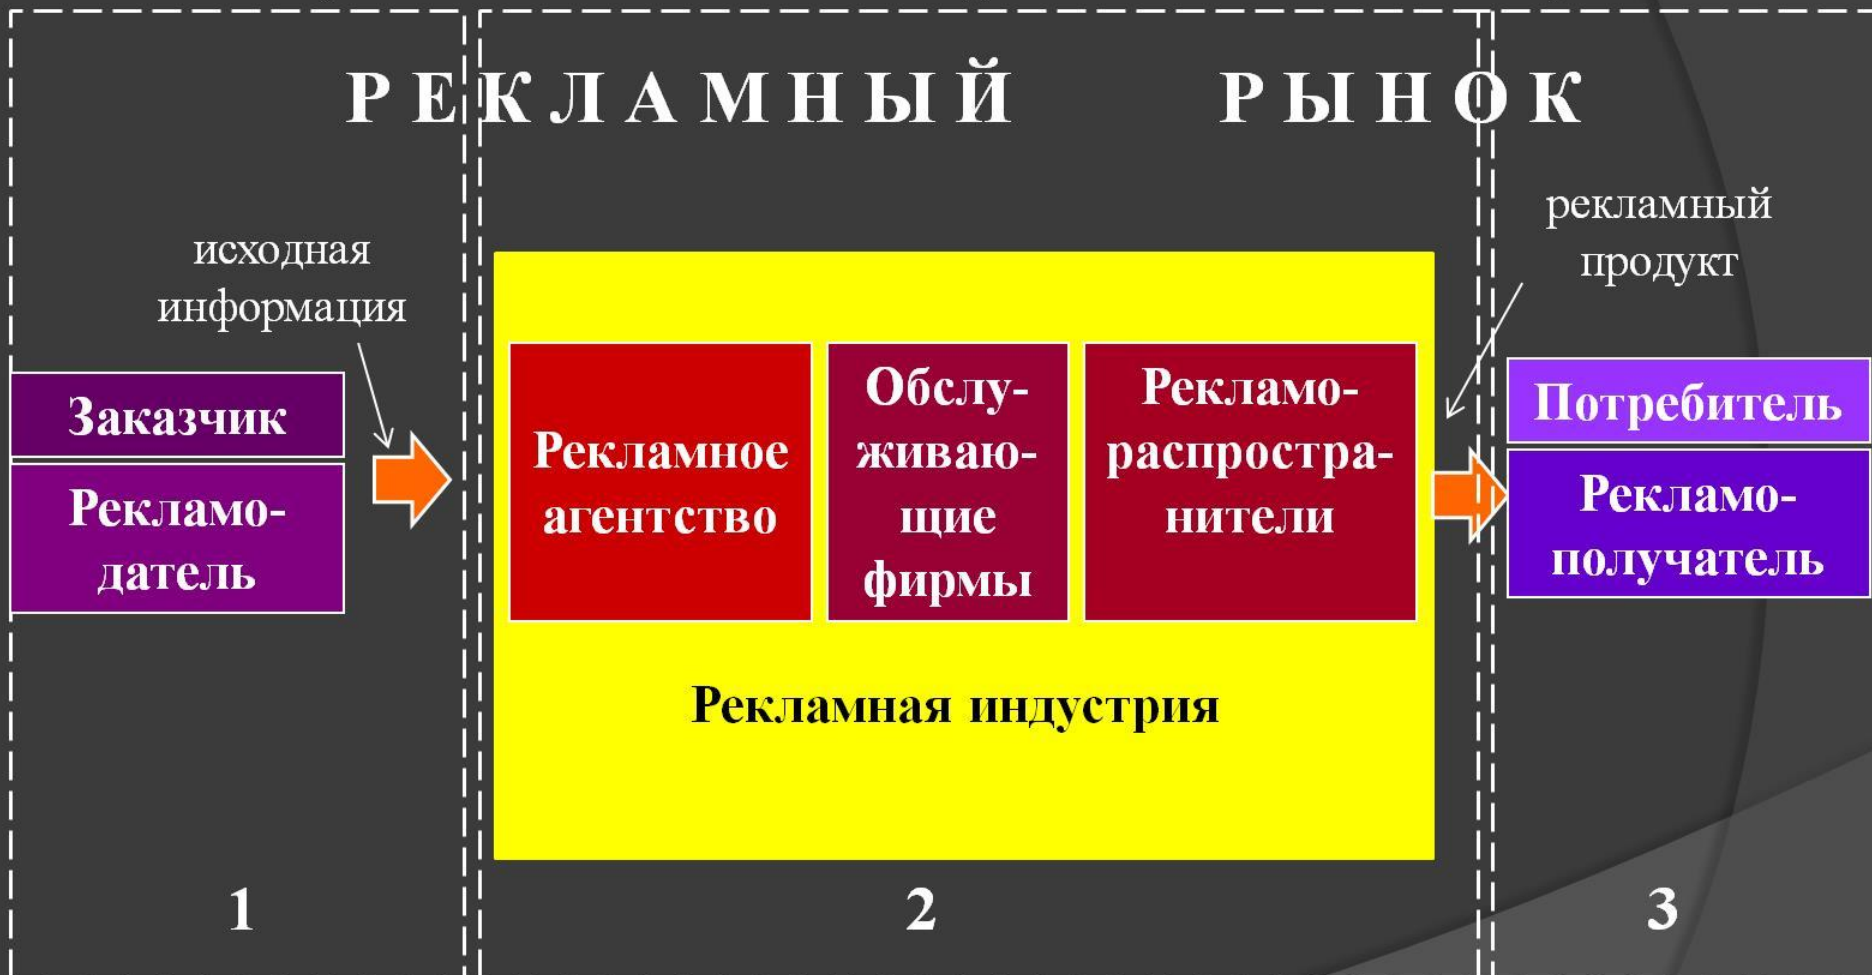 РЕКЛАМНЫЙ РЫНОК
исходная
информация
рекламный
продукт
Заказчик
Рекламо-
датель
Рекламное
агентство
Обслу-
живаю-
щие
фирмы
Рекламо-
распростра-
нители
Потребитель
Рекламо-
получатель
Рекламная индустрия
1
2
3